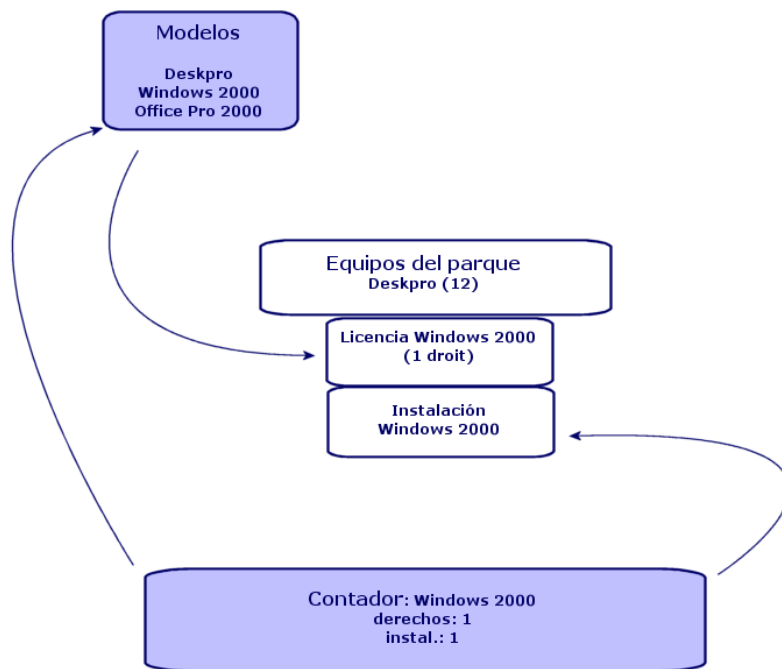 Modelos
Deskpro
Windows 2000
Office Pro 2000
Equipos del parque
Deskpro (12)
Licencia Windows 2000
(1 droit)
Instalación
Windows 2000
Contador: Windows 2000
derechos: 1
instal.: 1